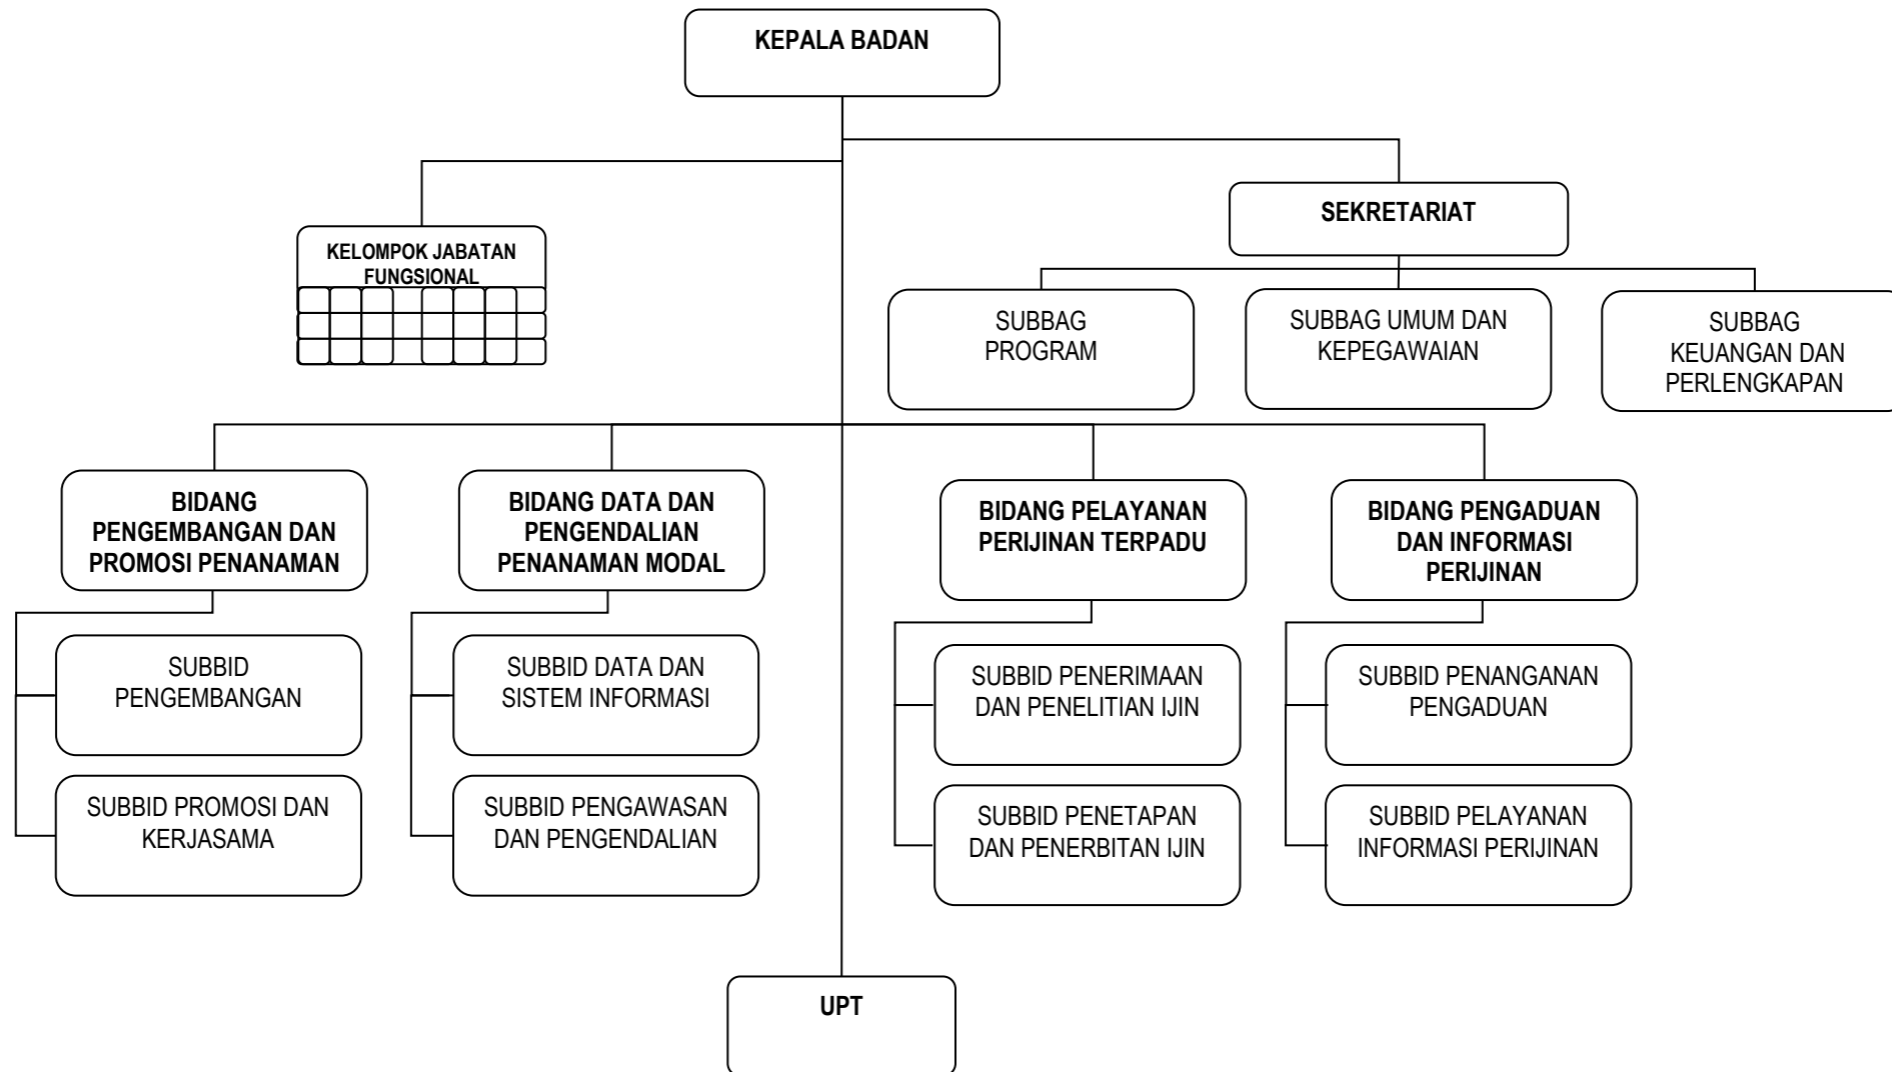 KEPALA BADAN
SEKRETARIAT
KELOMPOK JABATAN
FUNGSIONAL
SUBBAG
PROGRAM
SUBBAG UMUM DAN
KEPEGAWAIAN
SUBBAG
KEUANGAN DAN
PERLENGKAPAN
BIDANG
PENGEMBANGAN DAN
PROMOSI PENANAMAN
BIDANG DATA DAN
PENGENDALIAN
PENANAMAN MODAL
BIDANG PELAYANAN
PERIJINAN TERPADU
BIDANG PENGADUAN
DAN INFORMASI
PERIJINAN
SUBBID
PENGEMBANGAN
SUBBID DATA DAN
SISTEM INFORMASI
SUBBID PENERIMAAN
DAN PENELITIAN IJIN
SUBBID PENANGANAN
PENGADUAN
SUBBID PROMOSI DAN
KERJASAMA
SUBBID PENGAWASAN
DAN PENGENDALIAN
SUBBID PENETAPAN
DAN PENERBITAN IJIN
SUBBID PELAYANAN
INFORMASI PERIJINAN
UPT